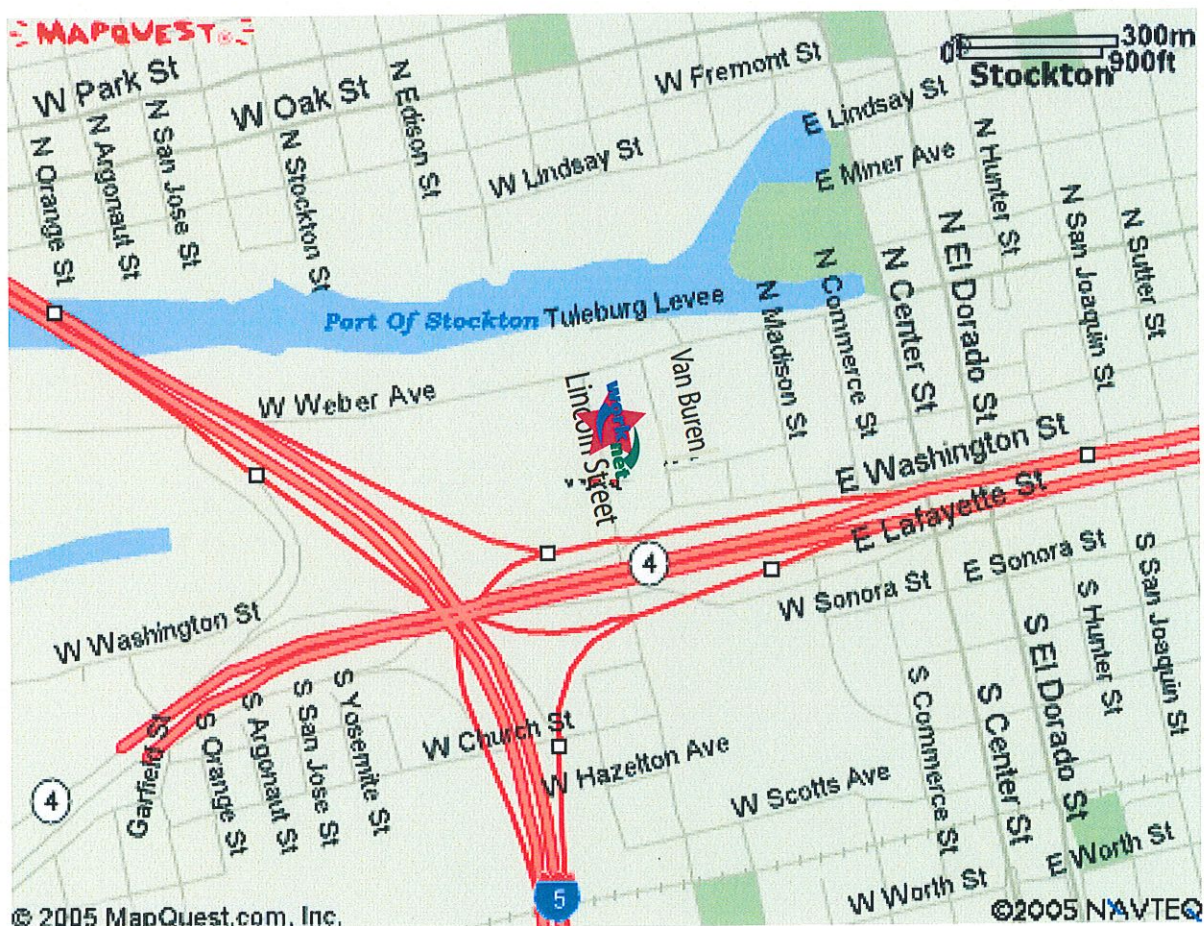 MAPQUEST
300m
900ft
0
Stockton
W Park St
W Oak St
N Edison St
W Fremont St
E Lindsay St
N San Jose St
N Argonaut St
N Orange St
N Stockton St
W Lindsay St
E Miner Ave
N Hunter St
N San Joaquin St
N Sutter St
N El Dorado St
N Center St
N Commerce St
N Madison St
Port Of Stockton
Tuleburg Levee
W Weber Ave
Lincoln Street
work
net
Van Buren
E Washington St
E Lafayette St
4
W Washington St
W Sonora St
E Sonora St
S San Joaquin St
S Hunter St
S El Dorado St
S Center St
S Commerce St
S Yosemite St
S San Jose St
S Argonaut St
S Orange St
Garfield St
4
W Church St
W Hazelton Ave
W Scotts Ave
E Worth St
W Worth St
5
© 2005 MapQuest.com, Inc.
©2005 NAVTEQ